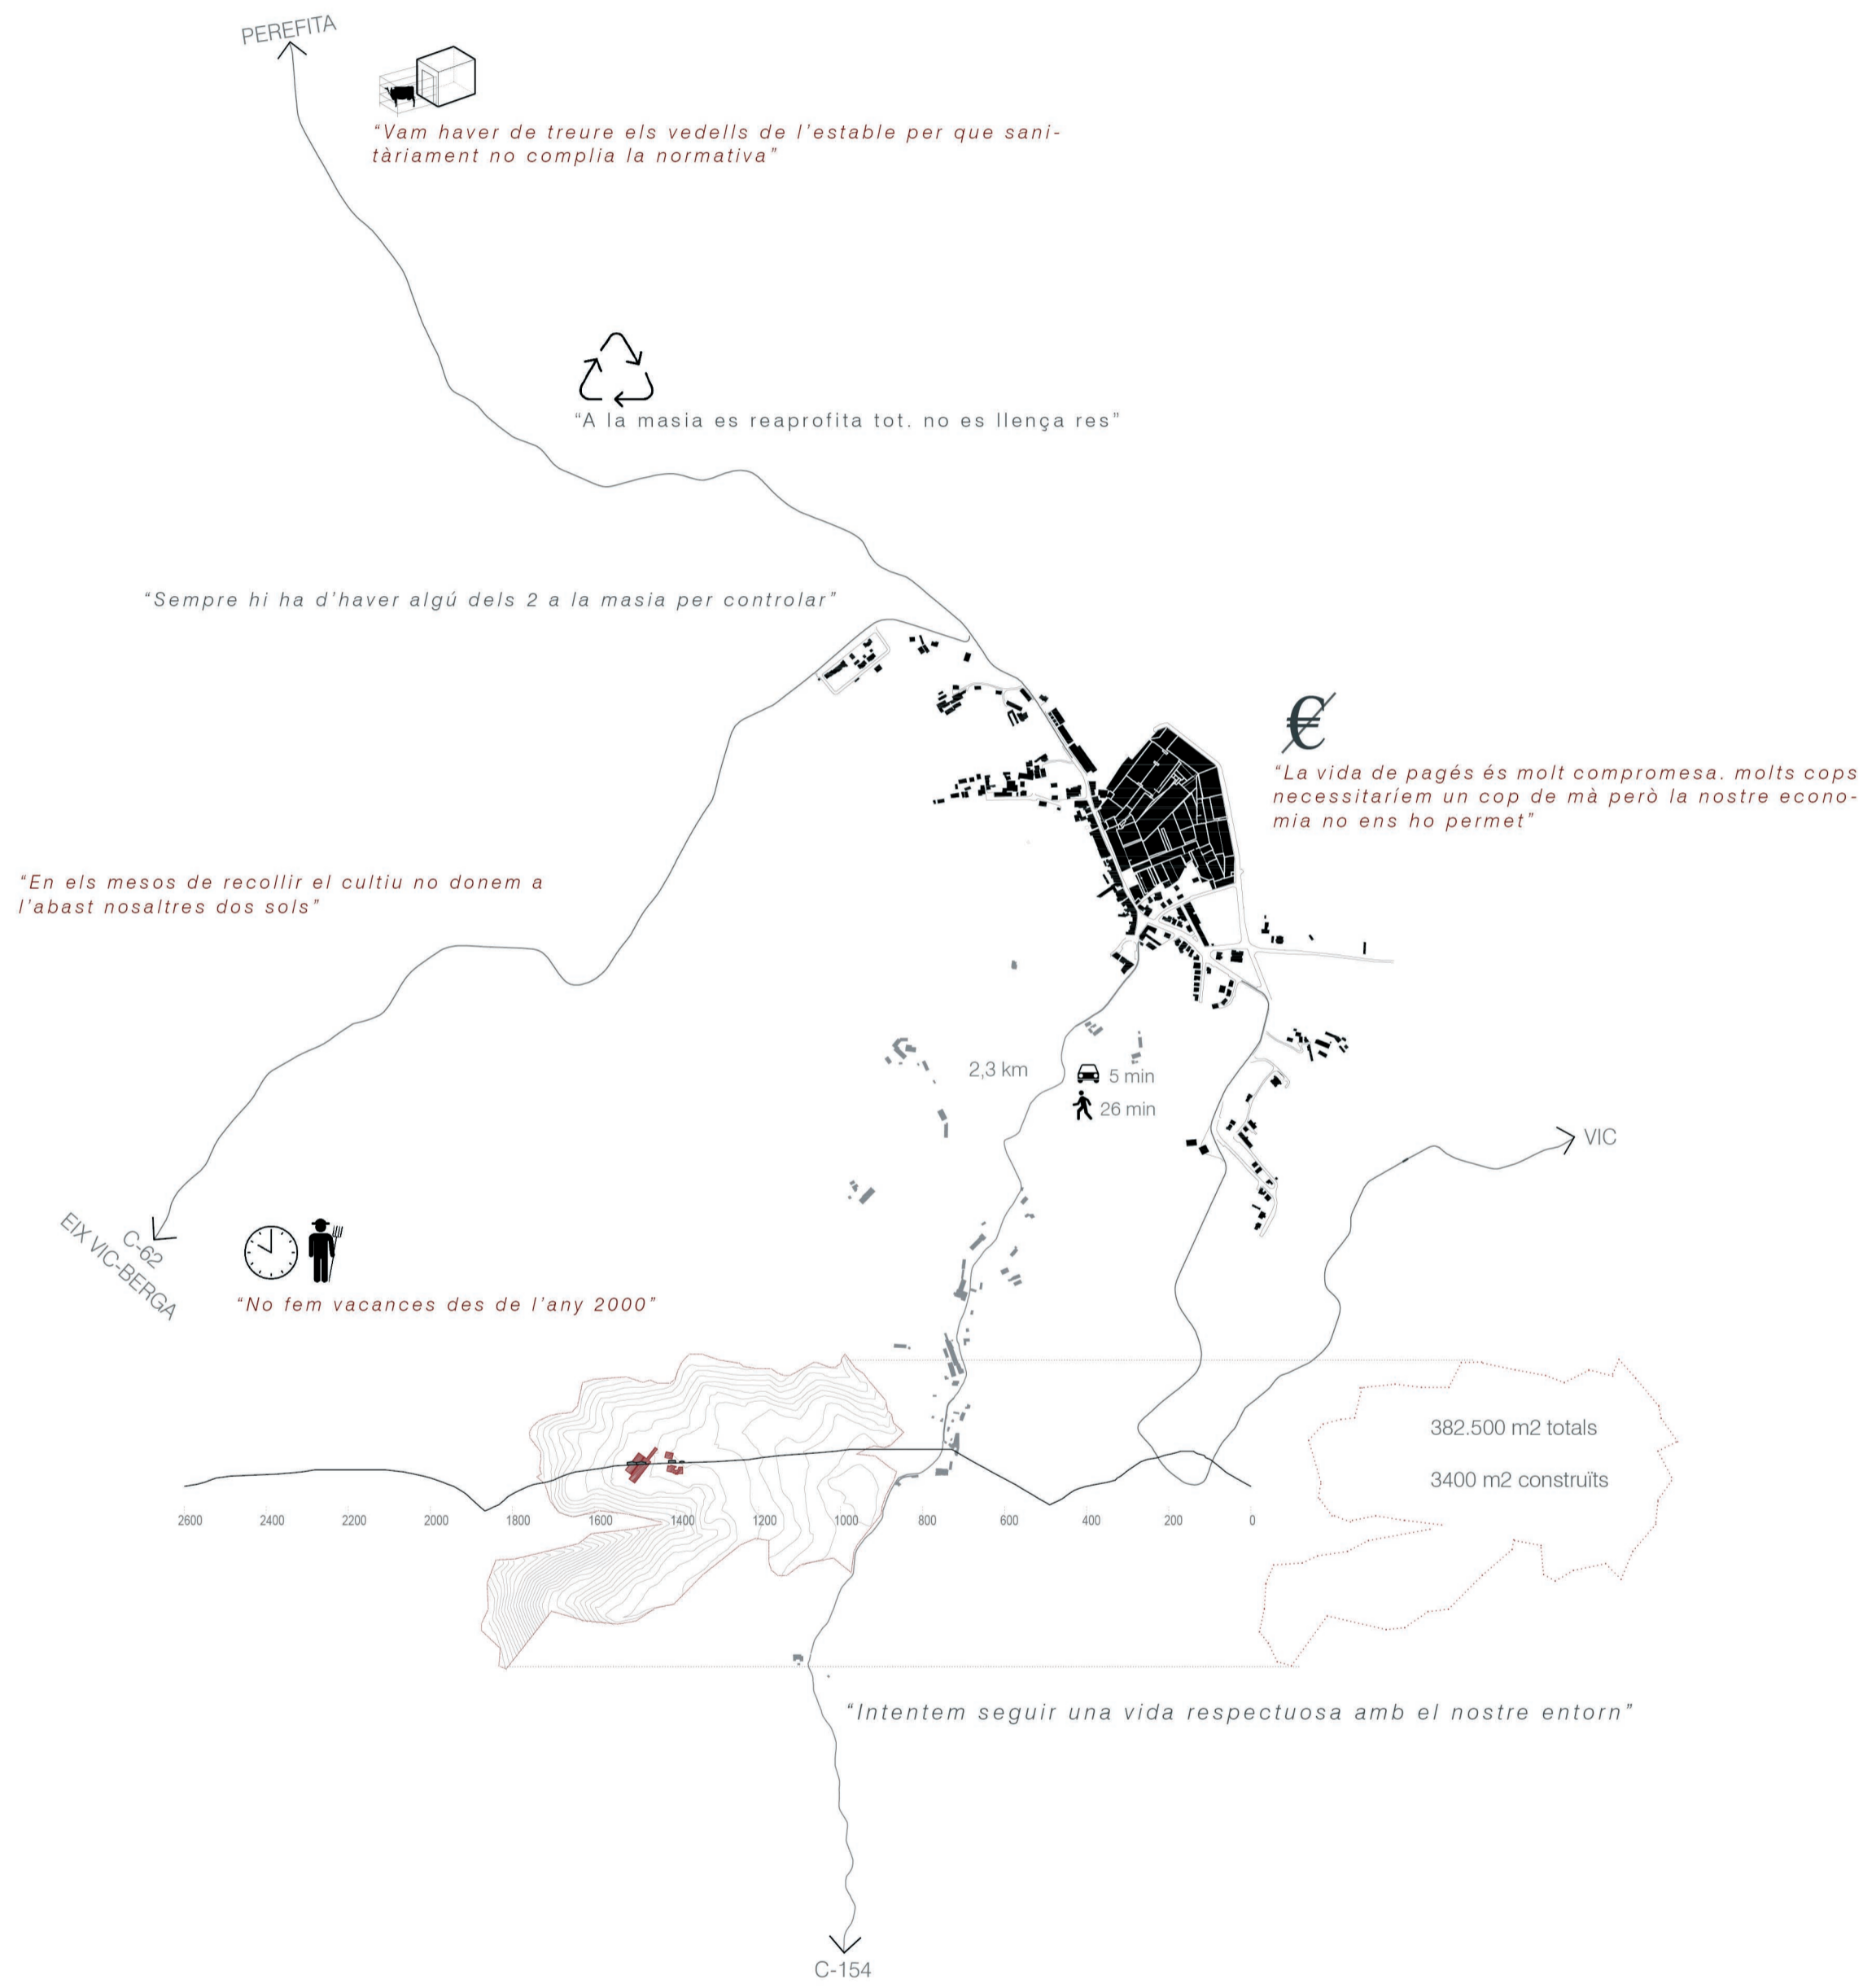 PEREFITA
“Vam haver de treure els vedells de l’estable per que sani-
tàriament no complia la normativa”
“A la masia es reaprofita tot. no es llença res”
“Sempre hi ha d’haver algú dels 2 a la masia per controlar”
€
“La vida de pagés és molt compromesa. molts cops
necessitaríem un cop de mà però la nostre econo-
mia no ens ho permet”
“En els mesos de recollir el cultiu no donem a
l’abast nosaltres dos sols”
2,3 km
5 min
26 min
VIC
C-62
EIX VIC-BERGA
“No fem vacances des de l’any 2000”
382.500 m2 totals
3400 m2 construïts
2600 2400 2200 2000 1800 1600 1400 1200 1000 800 600 400 200 0
“Intentem seguir una vida respectuosa amb el nostre entorn”
C-154